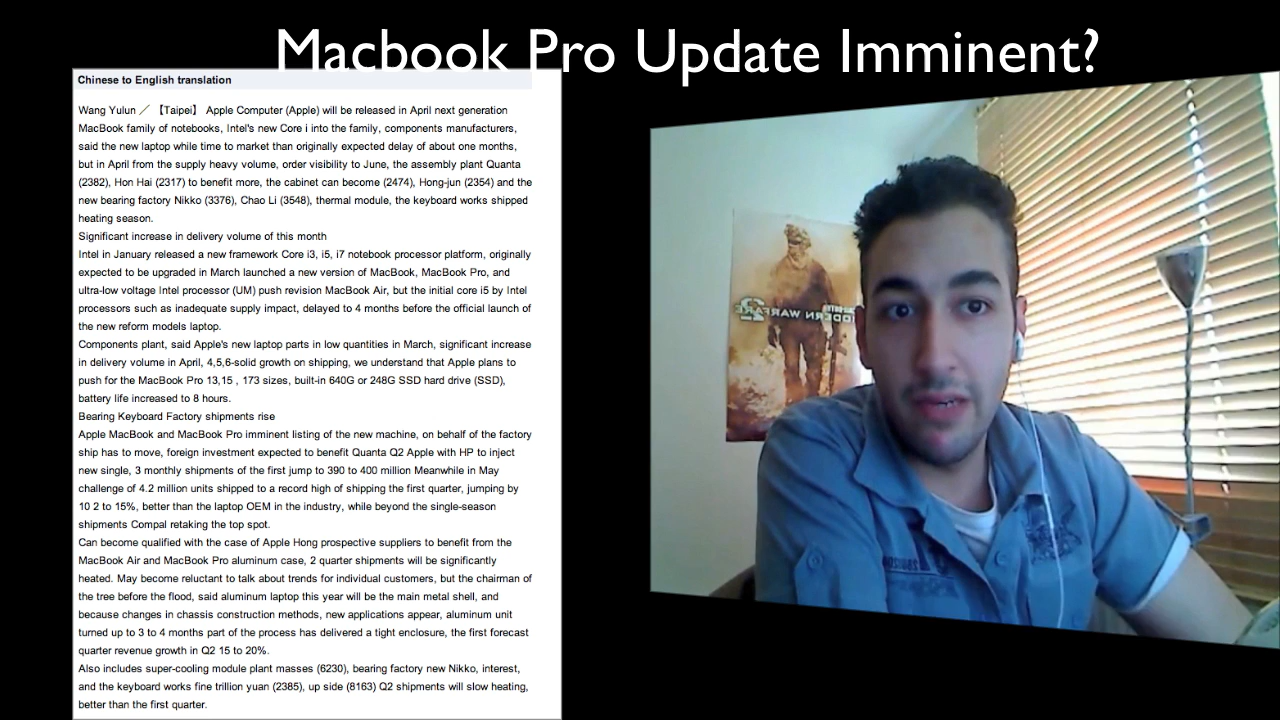 Macbook Pro Update Imminent?
Chinese to English translation
Wang Yulun ／ 【Taipei】 Apple Computer (Apple) will be released in April next generation
MacBook family of notebooks, Intel's new Core i into the family, components manufacturers,
said the new laptop while time to market than originally expected delay of about one months,
but in April from the supply heavy volume, order visibility to June, the assembly plant Quanta
(2382), Hon Hai (2317) to benefit more, the cabinet can become (2474), Hong-jun (2354) and the
new bearing factory Nikko (3376), Chao Li (3548), thermal module, the keyboard works shipped
heating season.
Significant increase in delivery volume of this month
Intel in January released a new framework Core i3, i5, i7 notebook processor platform, originally
expected to be upgraded in March launched a new version of MacBook, MacBook Pro, and
ultra-low voltage Intel processor (UM) push revision MacBook Air, but the initial core i5 by Intel
processors such as inadequate supply impact, delayed to 4 months before the official launch of
the new reform models laptop.
Components plant, said Apple's new laptop parts in low quantities in March, significant increase
in delivery volume in April, 4,5,6-solid growth on shipping, we understand that Apple plans to
push for the MacBook Pro 13,15 , 173 sizes, built-in 640G or 248G SSD hard drive (SSD),
battery life increased to 8 hours.
Bearing Keyboard Factory shipments rise
Apple MacBook and MacBook Pro imminent listing of the new machine, on behalf of the factory
ship has to move, foreign investment expected to benefit Quanta Q2 Apple with HP to inject
new single, 3 monthly shipments of the first jump to 390 to 400 million Meanwhile in May
challenge of 4.2 million units shipped to a record high of shipping the first quarter, jumping by
10 2 to 15%, better than the laptop OEM in the industry, while beyond the single-season
shipments Compal retaking the top spot.
Can become qualified with the case of Apple Hong prospective suppliers to benefit from the
MacBook Air and MacBook Pro aluminum case, 2 quarter shipments will be significantly
heated. May become reluctant to talk about trends for individual customers, but the chairman of
the tree before the flood, said aluminum laptop this year will be the main metal shell, and
because changes in chassis construction methods, new applications appear, aluminum unit
turned up to 3 to 4 months part of the process has delivered a tight enclosure, the first forecast
quarter revenue growth in Q2 15 to 20%.
Also includes super-cooling module plant masses (6230), bearing factory new Nikko, interest,
and the keyboard works fine trillion yuan (2385), up side (8163) Q2 shipments will slow heating,
better than the first quarter.
MODERN WARFARE
2